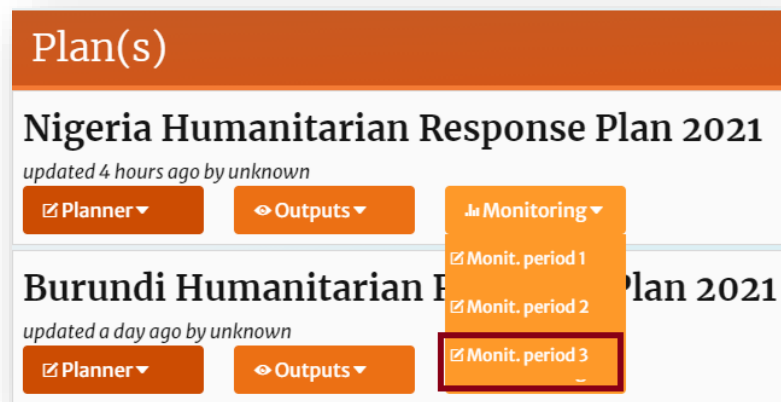 Plan(s)
Nigeria Humanitarian Response Plan 2021
updated 4 hours ago by unknown
Planner Outputs Monitoring
Monit. period 1
Burundi Humanitarian Plan 2021
Monit. period 2
updated a day ago by unknown
Monit. period 3
Planner Outputs